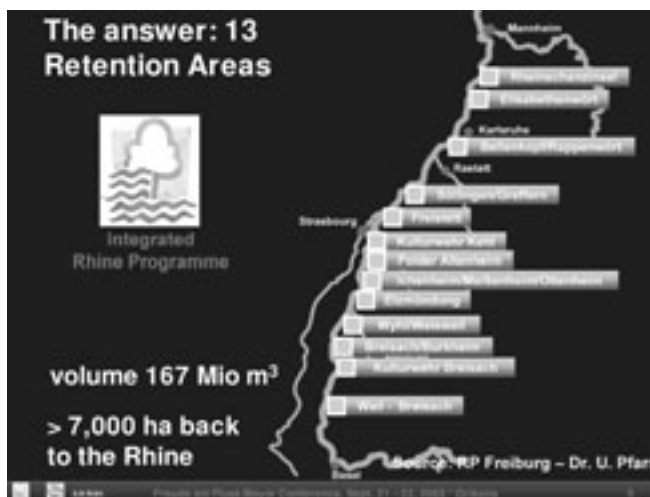 The answer: 13
Retention Areas
Mannheim
Rheinschanzinsel
Elisabethenwört
Karlsruhe
Bellenkopf/Rappenwört
Rastatt
Söllingen/Greffern
Strasbourg
Freistett
Integrated
Rhine Programme
Kulturwehr Kehl
Polder Altenheim
Ichenheim/Meißenheim/Ottenheim
Elzmündung
Wyhl/Weisweil
Breisach/Burkheim
Kulturwehr Breisach
volume 167 Mio m³
Weil - Breisach
> 7,000 ha back
to the Rhine
Source: RP Freiburg – Dr. U. Pfar
Basel